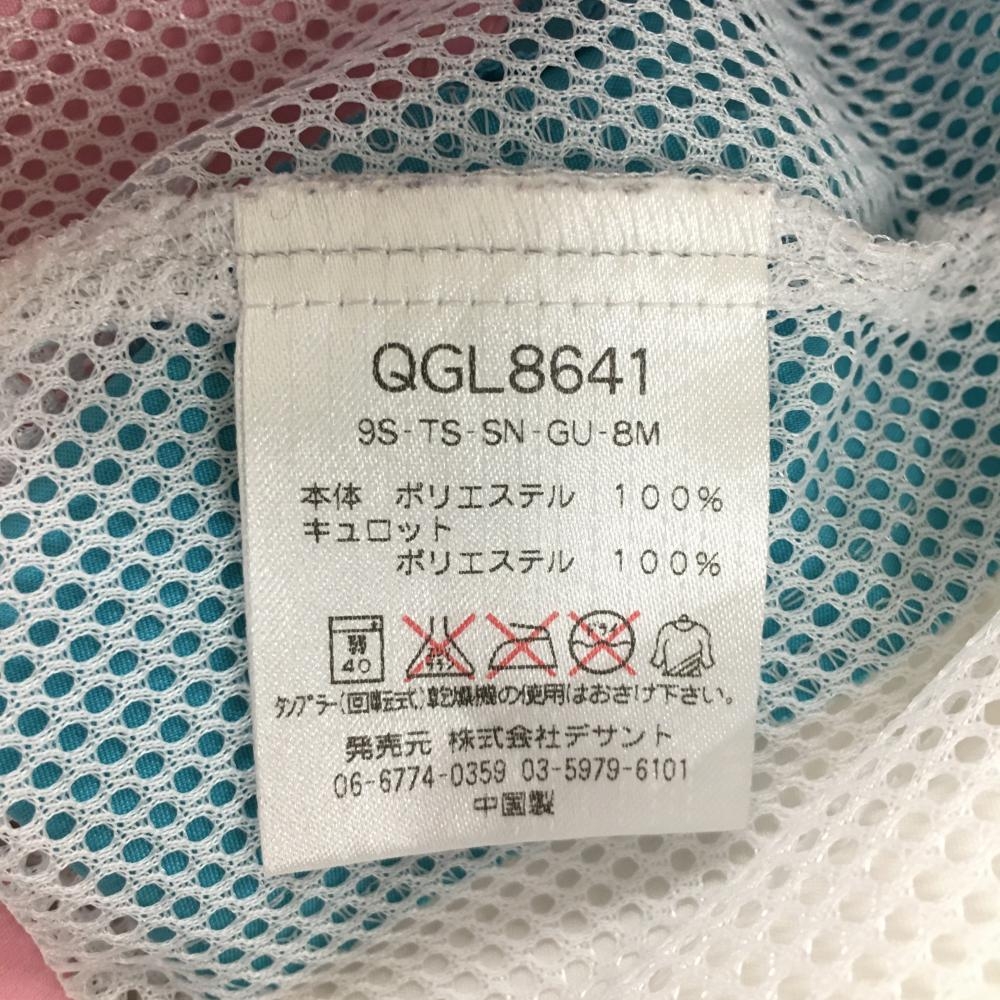 QGL8641
9S-TS-SN-GU-8M
本体 ポリエステル 100%
キュロット
ポリエステル 100%
40
タンブラー(回転式)乾燥機の使用はおさけ下さい。
発売元 株式会社デサント
06-6774-0359 03-5979-6101
中国製